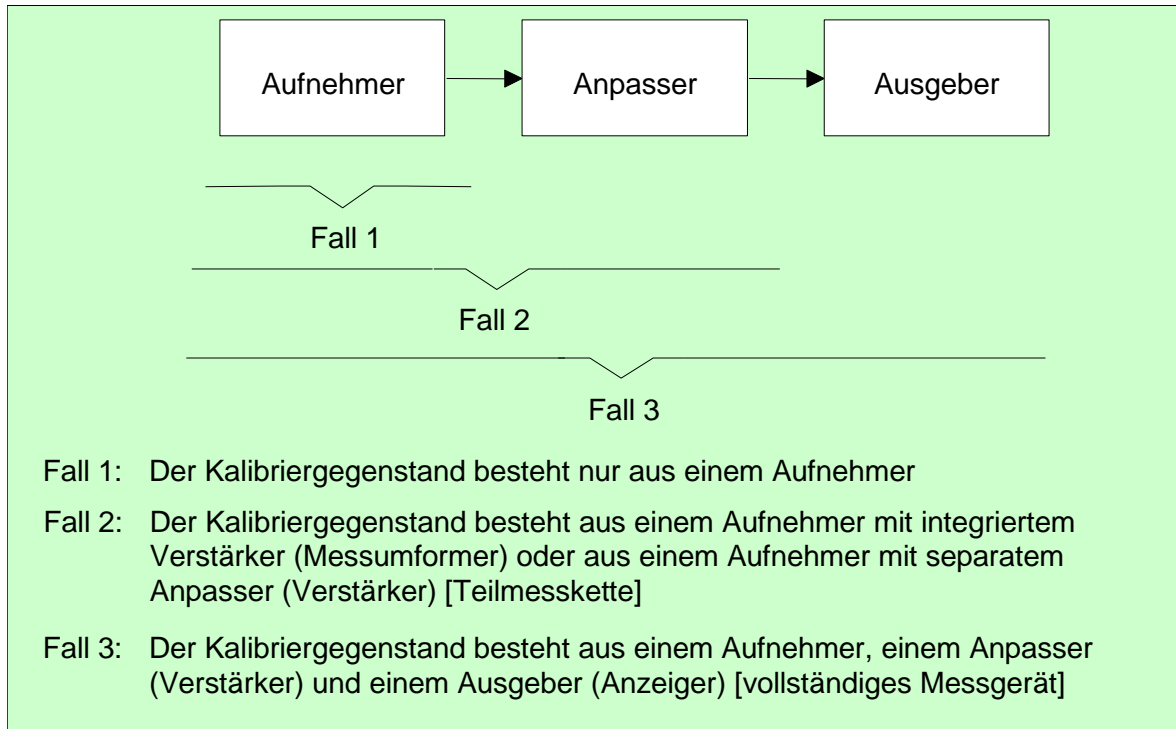 Aufnehmer Anpasser Ausgeber
Fall 1
Fall 2
Fall 3
Fall 1: Der Kalibriergegenstand besteht nur aus einem Aufnehmer
Fall 2: Der Kalibriergegenstand besteht aus einem Aufnehmer mit integriertem
Verstärker (Messumformer) oder aus einem Aufnehmer mit separatem
Anpasser (Verstärker) [Teilmesskette]
Fall 3: Der Kalibriergegenstand besteht aus einem Aufnehmer, einem Anpasser
(Verstärker) und einem Ausgeber (Anzeiger) [vollständiges Messgerät]